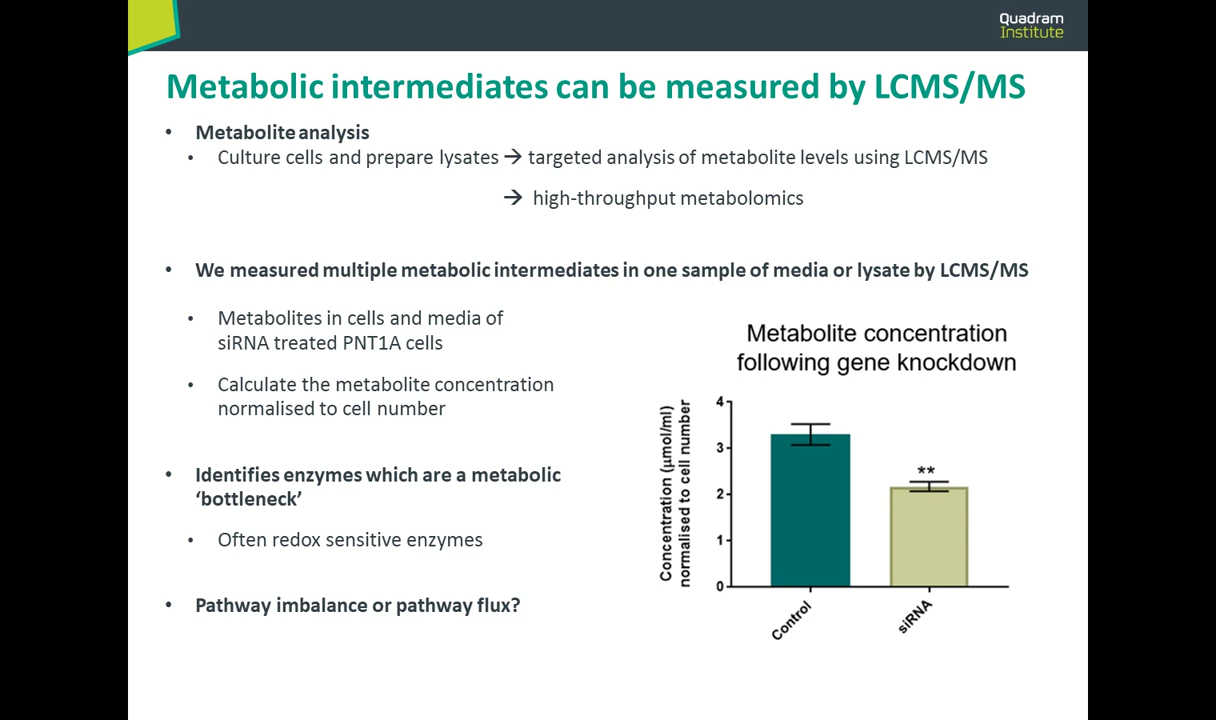 Quadram
Institute
Metabolic intermediates can be measured by LCMS/MS
• Metabolite analysis
• Culture cells and prepare lysates → targeted analysis of metabolite levels using LCMS/MS
→ high-throughput metabolomics
• We measured multiple metabolic intermediates in one sample of media or lysate by LCMS/MS
• Metabolites in cells and media of
siRNA treated PNT1A cells
• Calculate the metabolite concentration
normalised to cell number
• Identifies enzymes which are a metabolic
‘bottleneck’
• Often redox sensitive enzymes
• Pathway imbalance or pathway flux?
Metabolite concentration
following gene knockdown
Concentration (μmol/ml)
normalised to cell number
4
3
2
1
0
**
Control
siRNA